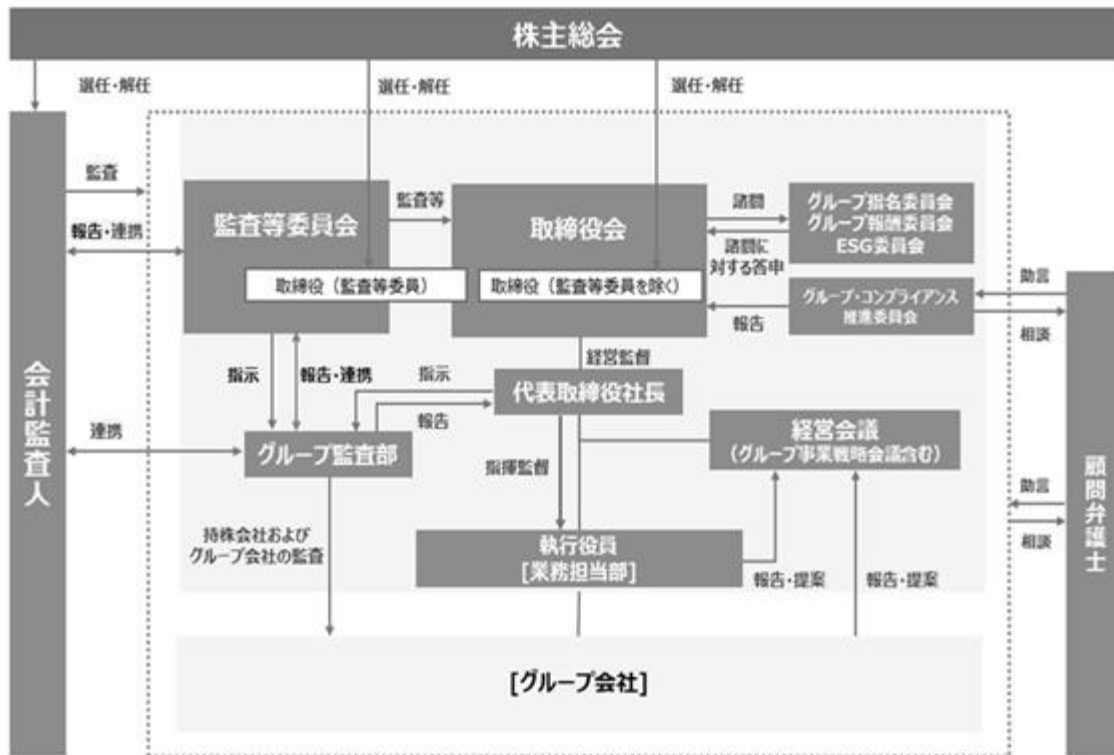 株主総会
選任・解任
選任・解任
選任・解任
会計監査人
監査
報告・連携
連携
監査等委員会
取締役（監査等委員）
監査等
取締役会
取締役（監査等委員を除く）
諮問
諮問に
対する答申
グループ指名委員会
グループ報酬委員会
ESG委員会
報告
グループ・コンプライアンス
推進委員会
助言
相談
経営監督
指示
報告・連携
指示
報告
代表取締役社長
グループ監査部
指揮監督
経営会議
（グループ事業戦略会議含む）
持株会社および
グループ会社の監査
執行役員
[業務担当部]
報告・提案
報告・提案
助言
相談
顧問弁護士
[グループ会社]